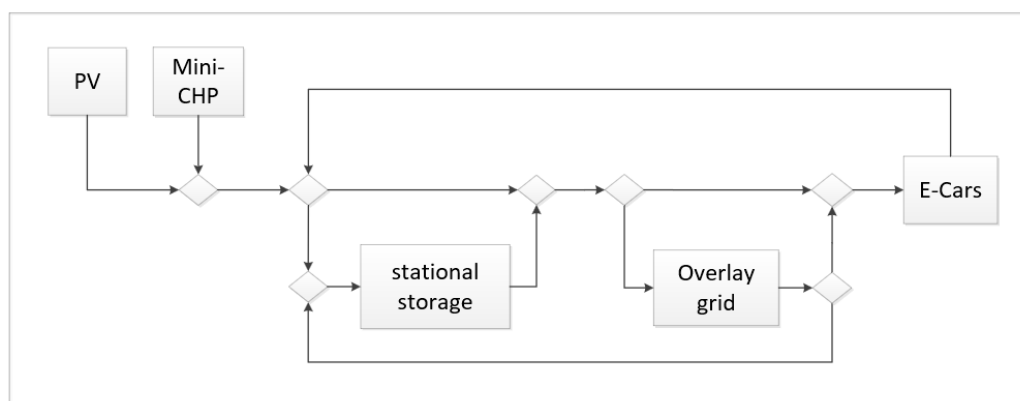 PV
Mini-
CHP
E-Cars
stational
storage
Overlay
grid